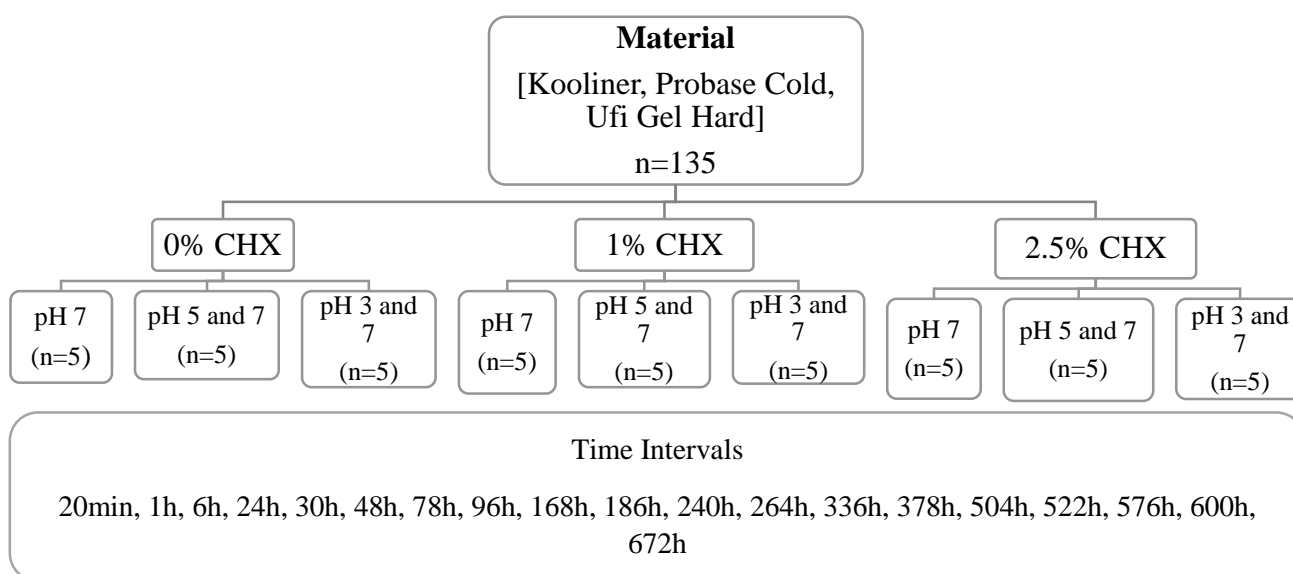 Material
[Kooliner, Probase Cold,
Ufi Gel Hard]
n=135
0% CHX
1% CHX
2.5% CHX
pH 7
(n=5)
pH 5 and 7
(n=5)
pH 3 and
7
(n=5)
pH 7
(n=5)
pH 5 and
7
(n=5)
pH 3 and
7
(n=5)
pH 7
(n=5)
pH 5 and 7
(n=5)
pH 3 and
7
(n=5)
Time Intervals
20min, 1h, 6h, 24h, 30h, 48h, 78h, 96h, 168h, 186h, 240h, 264h, 336h, 378h, 504h, 522h, 576h, 600h,
672h